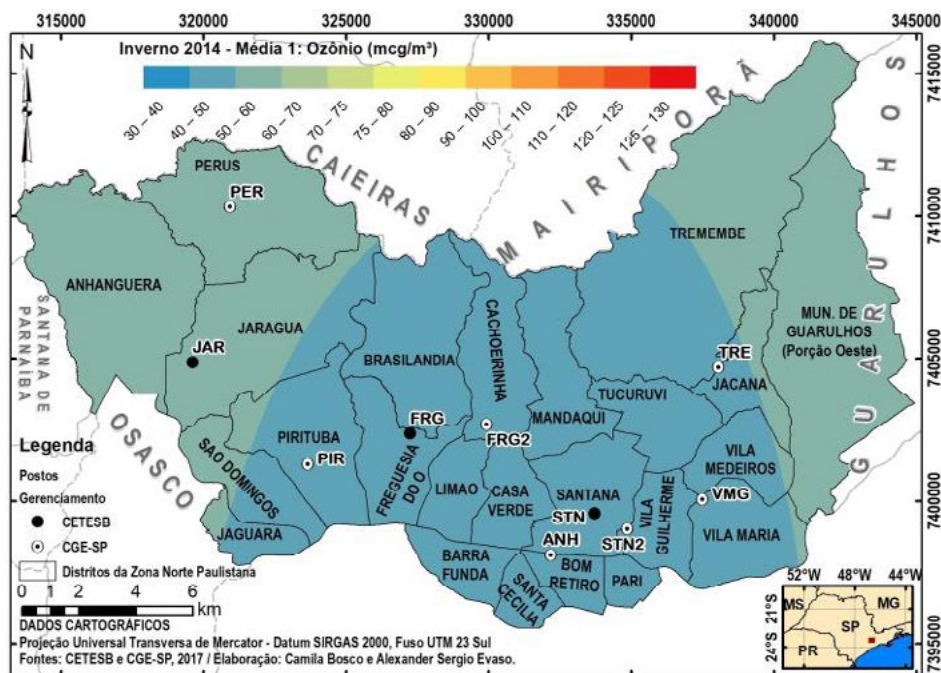 315000 320000 325000 330000 335000 340000 345000
N
Inverno 2014 - Média 1: Ozônio (mcg/m³)
30 – 40
40 – 50
50 – 60
60 – 70
70 – 75
75 – 80
80 – 90
90 – 100
100 – 110
110 – 120
120 – 125
125 – 130
7415000
7410000
7405000
7400000
7395000
CAIEIRAS
MAIRIPORÃ
GUARULHOS
PERUS
PER
TREMEMBE
ANHANGUERA
SANTANA DE
PARNAÍBA
JARAGUA
JAR
BRASILANDIA
CACHOEIRINHA
MUN. DE
GUARULHOS
(Porção Oeste)
TRE
JACANA
TUCURUVI
MANDAQUI
OSASCO
PIRITUBA
PIR
FRG
FRG2
SAO DOMINGOS
FREGUESIA
DO O
LIMAO
CASA
VERDE
SANTANA
STN
STN2
VILA
GUILHERME
VILA
MEDEIROS
VMG
VILA MARIA
JAGUARA
ANH
BARRA
FUNDA
SANTA
CECILIA
BOM
RETIRO
PARI
Legenda
Postos
Gerenciamento
CETESB
CGE-SP
Distritos da Zona Norte Paulistana
0 1 2 4 6
km
DADOS CARTOGRÁFICOS
Projeção Universal Transversa de Mercator - Datum SIRGAS 2000, Fuso UTM 23 Sul
Fontes: CETESB e CGE-SP, 2017 / Elaboração: Camila Bosco e Alexander Sergio Evaso.
52°W 48°W 44°W
21°S
24°S
MS
MG
SP
PR